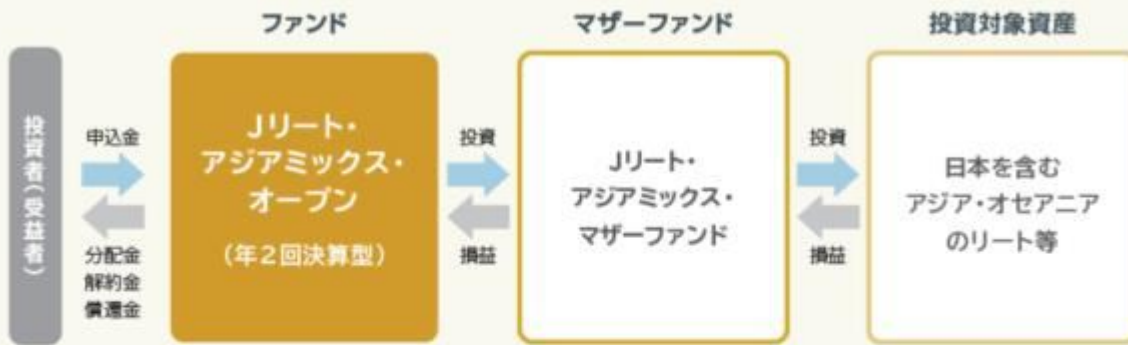 ファンド
マザーファンド
投資対象資産
投資者(受益者)
申込金
分配金
解約金
償還金
Jリート・
アジアミックス・
オープン
(年2回決算型)
投資
損益
Jリート・
アジアミックス・
マザーファンド
投資
損益
日本を含む
アジア・オセアニア
のリート等